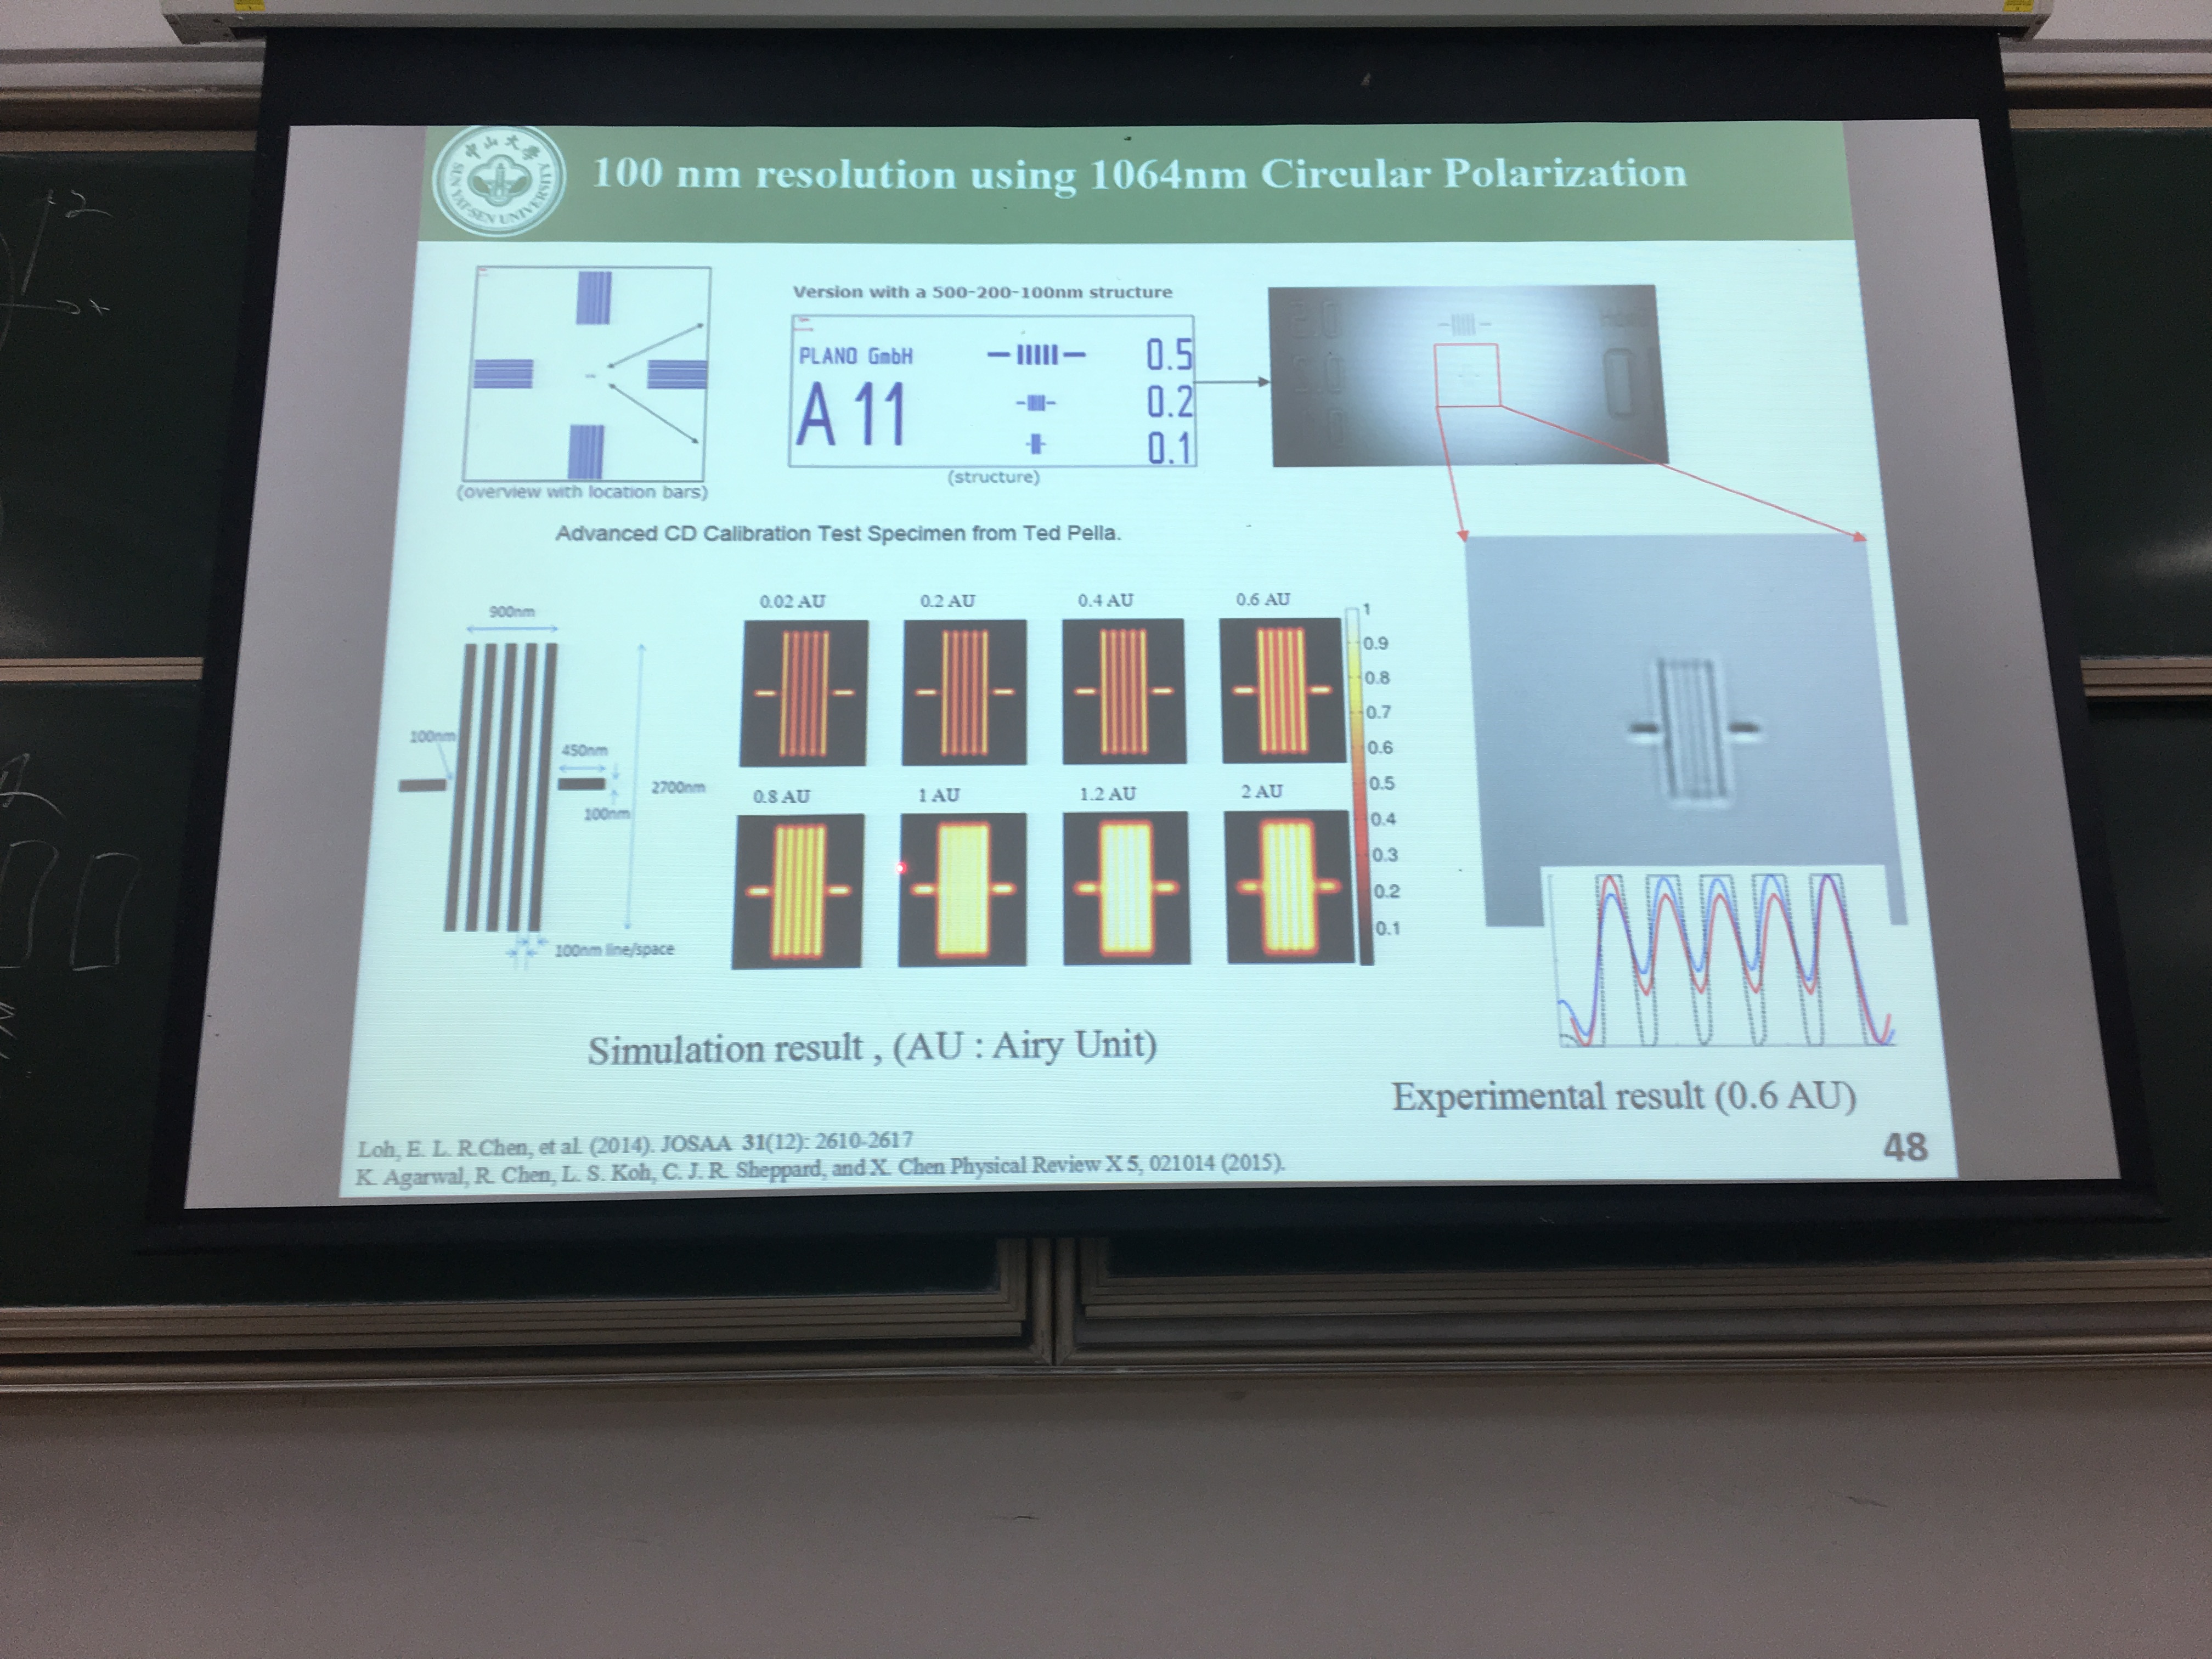 中山大學
SUN YAT-SEN UNIVERSITY
100 nm resolution using 1064nm Circular Polarization
Version with a 500-200-100nm structure
PLANO GmbH
A 11
0.5
0.2
0.1
(structure)
(overview with location bars)
Advanced CD Calibration Test Specimen from Ted Pella.
900nm
100nm
450nm
2700nm
100nm
100nm line/space
0.02 AU
0.2 AU
0.4 AU
0.6 AU
0.8 AU
1 AU
1.2 AU
2 AU
1
0.9
0.8
0.7
0.6
0.5
0.4
0.3
0.2
0.1
Simulation result , (AU : Airy Unit)
Experimental result (0.6 AU)
Loh, E. L. R.Chen, et al. (2014). JOSAA 31(12): 2610-2617
K. Agarwal, R. Chen, L. S. Koh, C. J. R. Sheppard, and X. Chen Physical Review X 5, 021014 (2015).
48